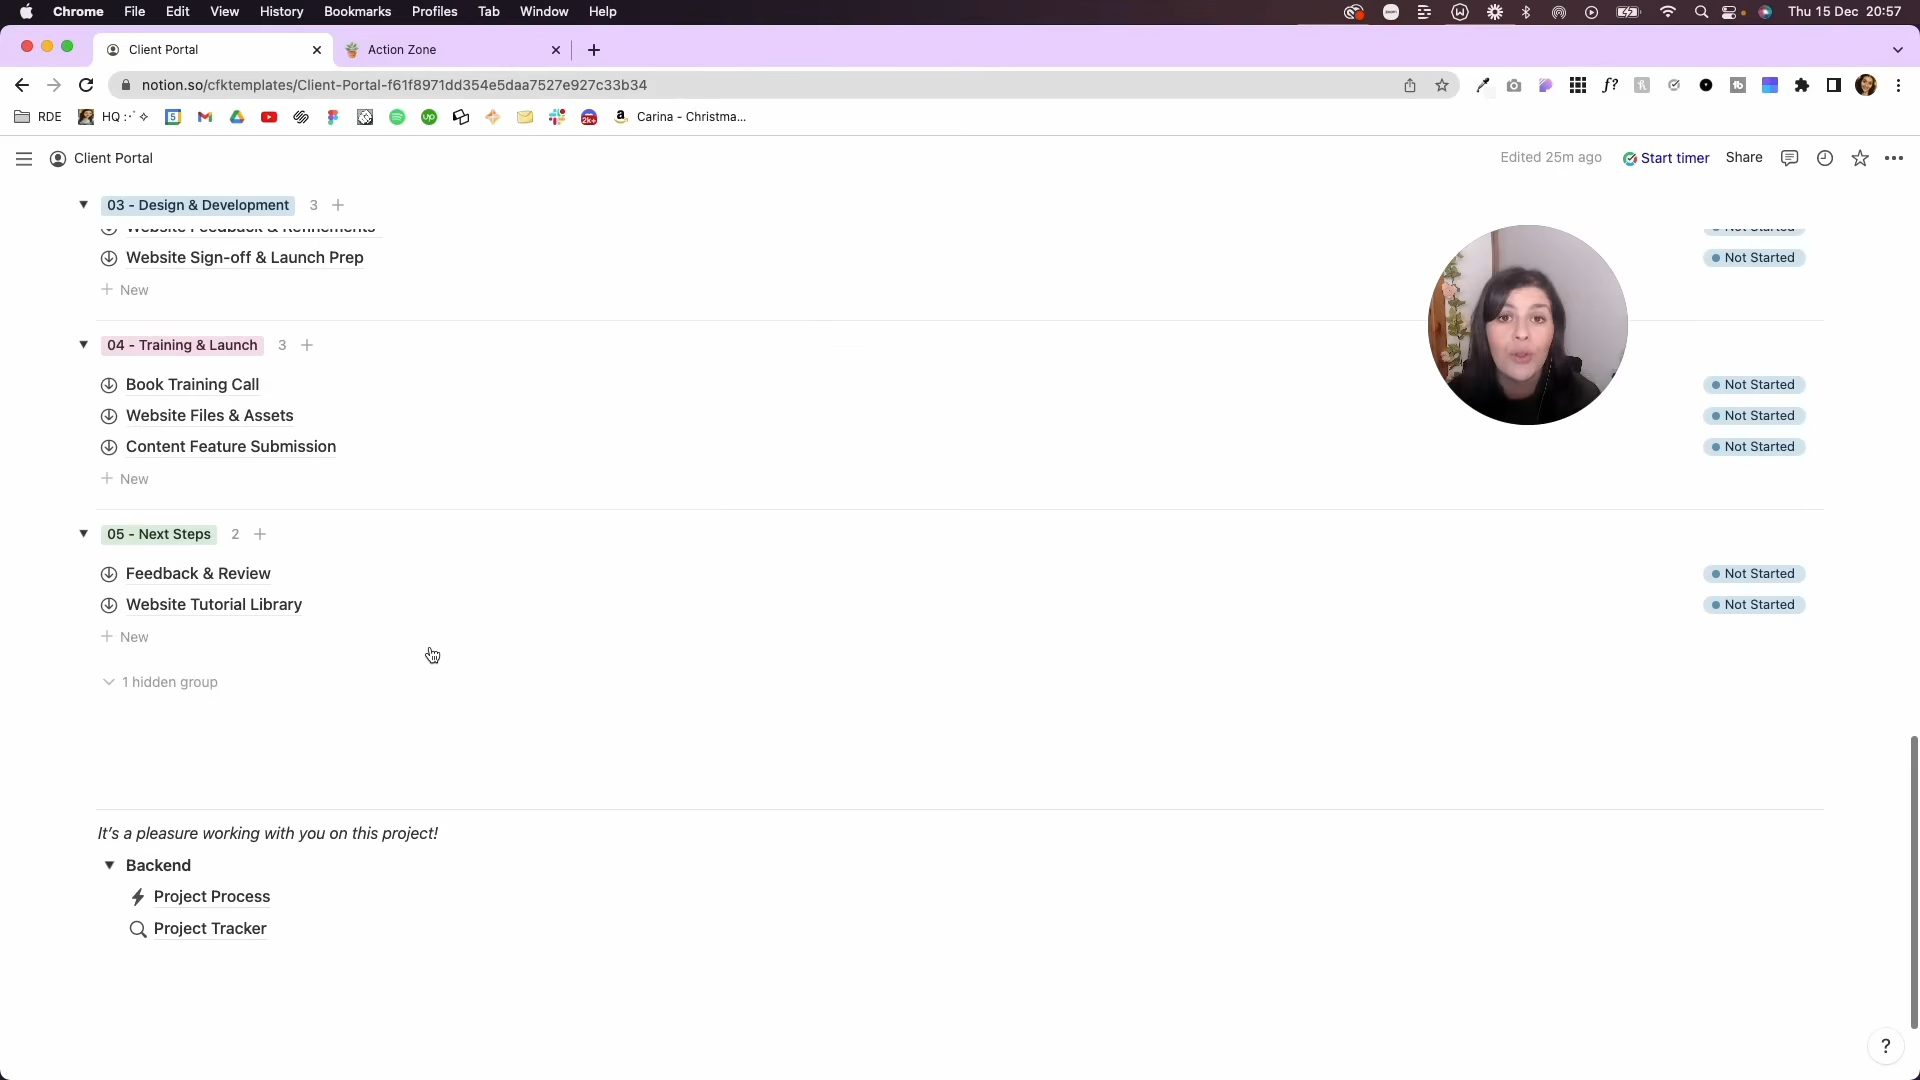 Chrome File Edit View History Bookmarks Profiles Tab Window Help Thu 15 Dec 20:57
Client Portal Action Zone
notion.so/cfktemplates/Client-Portal-f61f8971dd354e5daa7527e927c33b34
RDE HQ Carina - Christma...
Client Portal Edited 25m ago Start timer Share
03 - Design & Development 3
Website Feedback & Refinements Not Started
Website Sign-off & Launch Prep Not Started
New
04 - Training & Launch 3
Book Training Call Not Started
Website Files & Assets Not Started
Content Feature Submission Not Started
New
05 - Next Steps 2
Feedback & Review Not Started
Website Tutorial Library Not Started
New
1 hidden group
It's a pleasure working with you on this project!
Backend
Project Process
Project Tracker
?